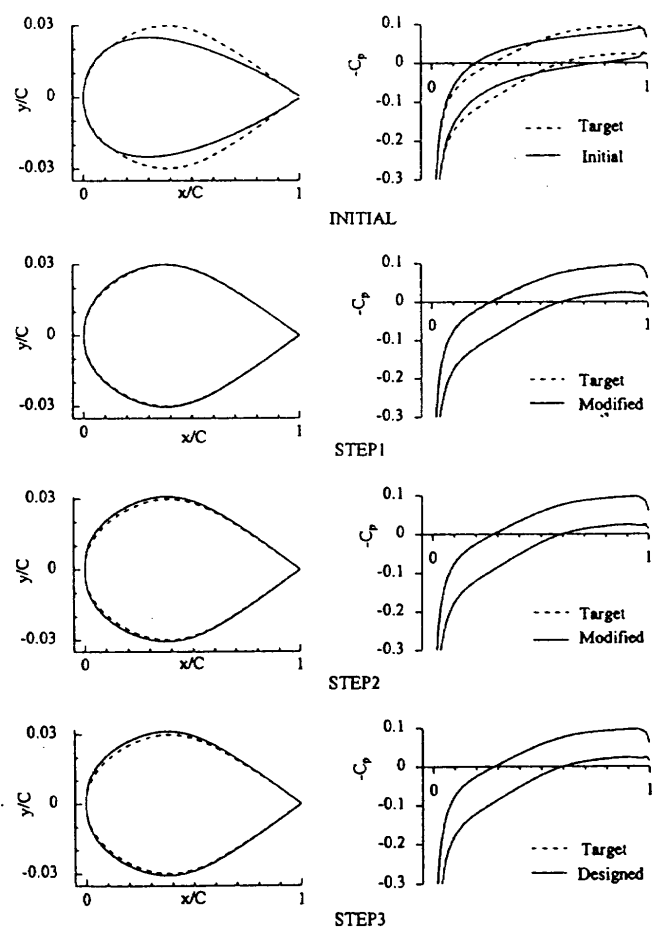 0.03
y/C
0
-0.03
0
x/C
1
0.1
-Cp
0
0
1
-0.1
-0.2
-0.3
Target
Initial
INITIAL
0.03
y/C
0
-0.03
0
x/C
1
0.1
-Cp
0
0
1
-0.1
-0.2
-0.3
Target
Modified
STEP1
0.03
y/C
0
-0.03
0
x/C
1
0.1
-Cp
0
0
1
-0.1
-0.2
-0.3
Target
Modified
STEP2
0.03
y/C
0
-0.03
0
x/C
1
0.1
-Cp
0
0
1
-0.1
-0.2
-0.3
Target
Designed
STEP3